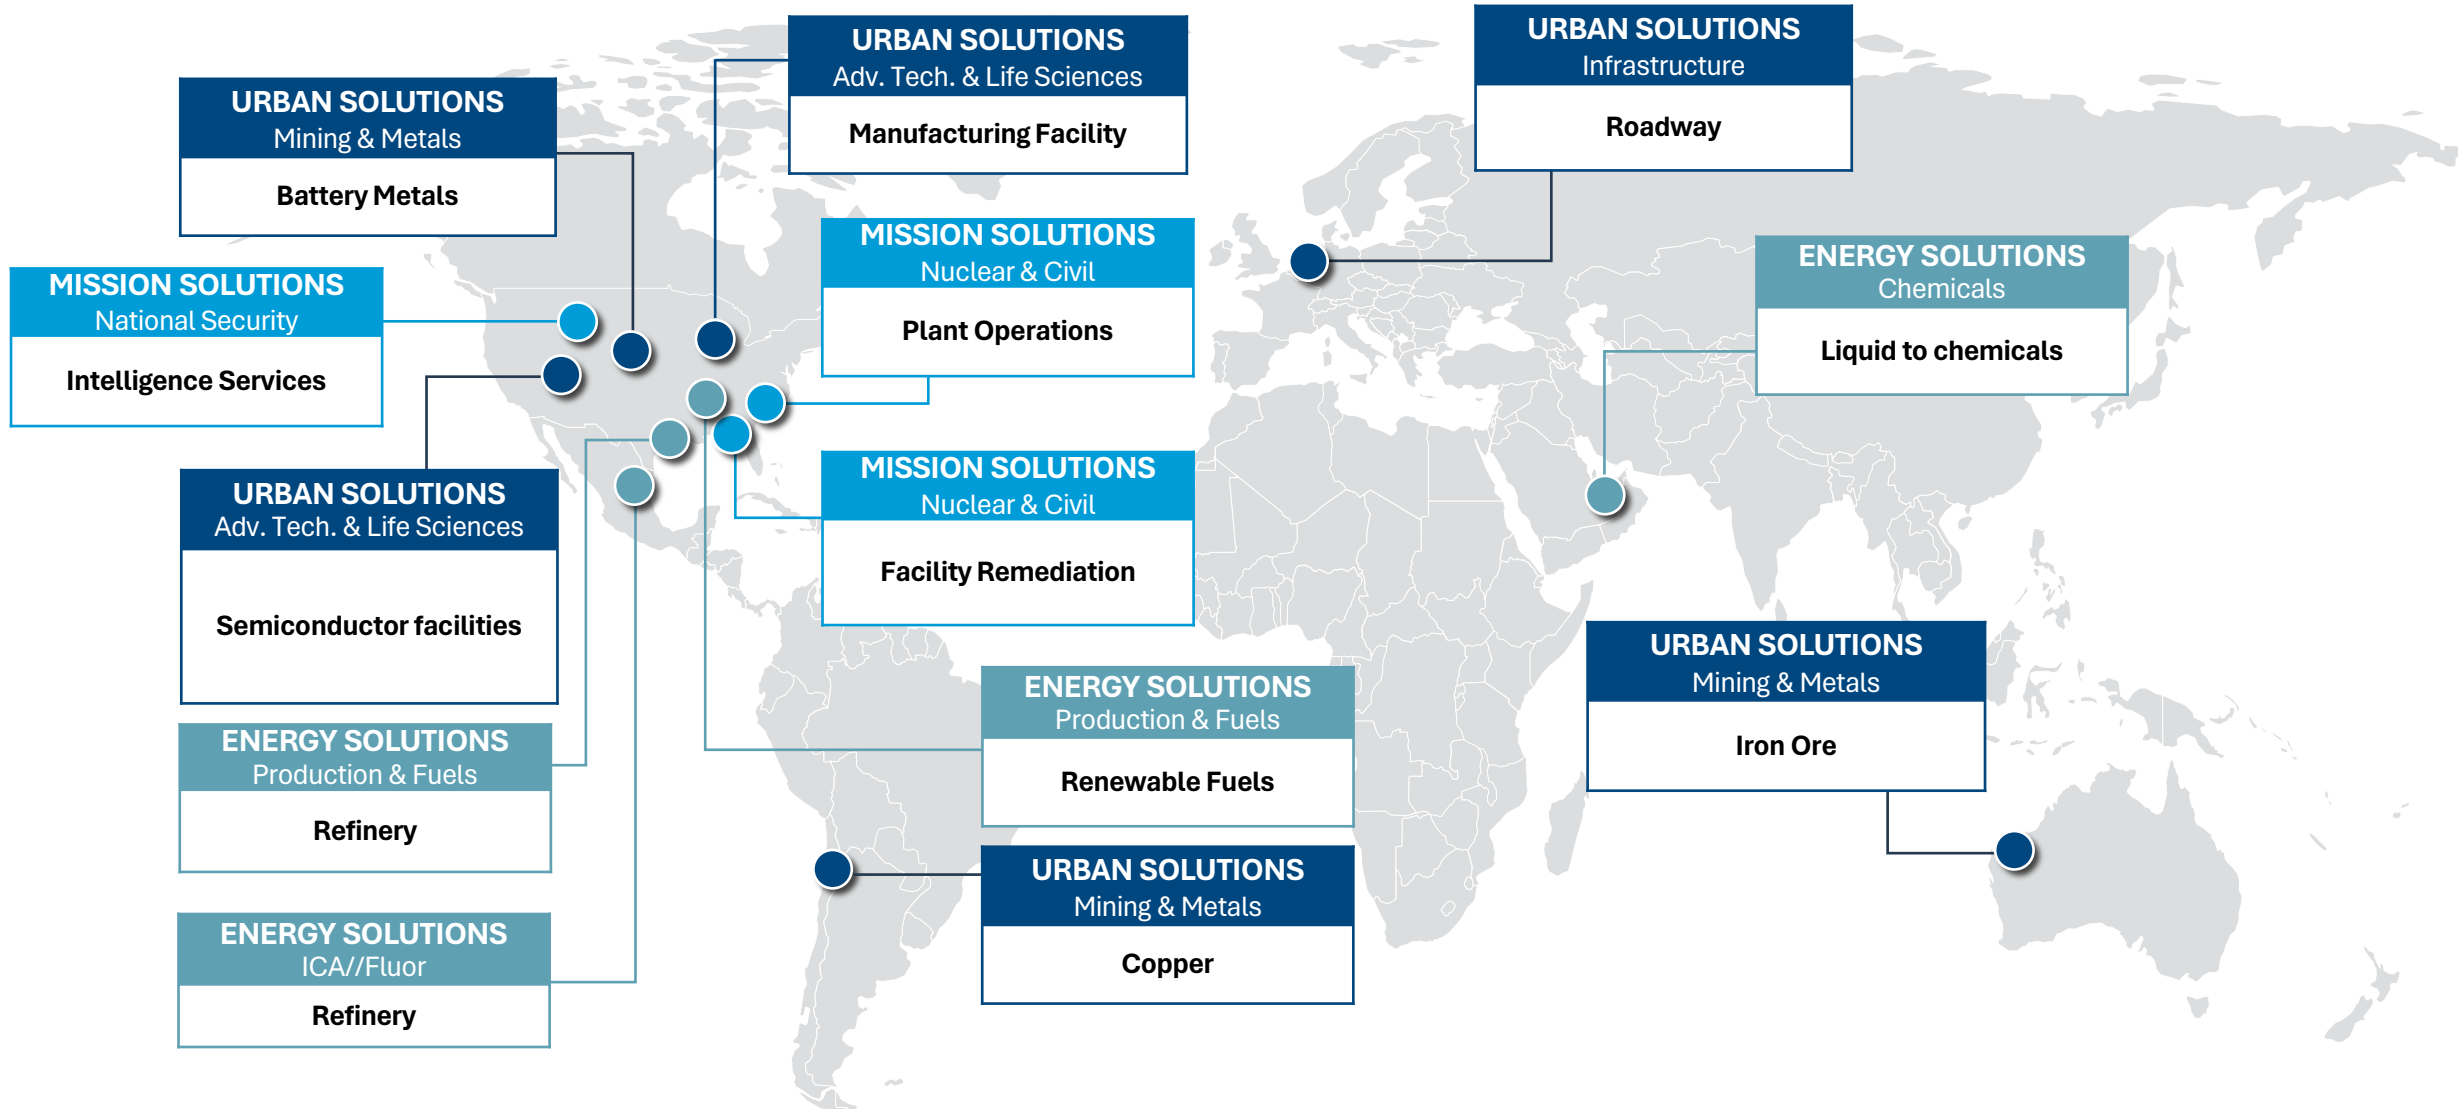 URBAN SOLUTIONS
Adv. Tech. & Life Sciences
Manufacturing Facility
URBAN SOLUTIONS
Infrastructure
Roadway
URBAN SOLUTIONS
Mining & Metals
Battery Metals
MISSION SOLUTIONS
Nuclear & Civil
Plant Operations
ENERGY SOLUTIONS
Chemicals
Liquid to chemicals
MISSION SOLUTIONS
National Security
Intelligence Services
MISSION SOLUTIONS
Nuclear & Civil
Facility Remediation
URBAN SOLUTIONS
Adv. Tech. & Life Sciences
Semiconductor facilities
URBAN SOLUTIONS
Mining & Metals
Iron Ore
ENERGY SOLUTIONS
Production & Fuels
Renewable Fuels
ENERGY SOLUTIONS
Production & Fuels
Refinery
URBAN SOLUTIONS
Mining & Metals
Copper
ENERGY SOLUTIONS
ICA//Fluor
Refinery